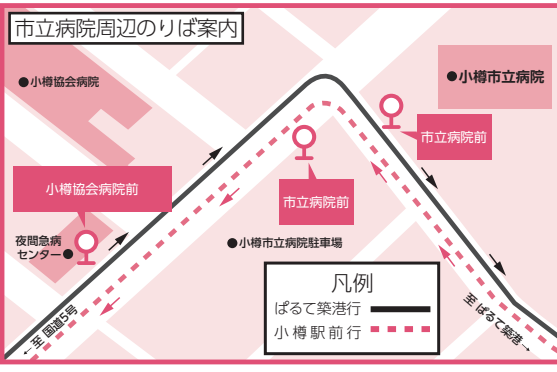 市立病院周辺のりば案内
●小樽協会病院
●小樽市立病院
市立病院前
小樽協会病院前
市立病院前
夜間急病
センター●
●小樽市立病院駐車場
凡例
ぱるて築港行
小樽駅前行
←至 国道5号
至 ぱるて築港→